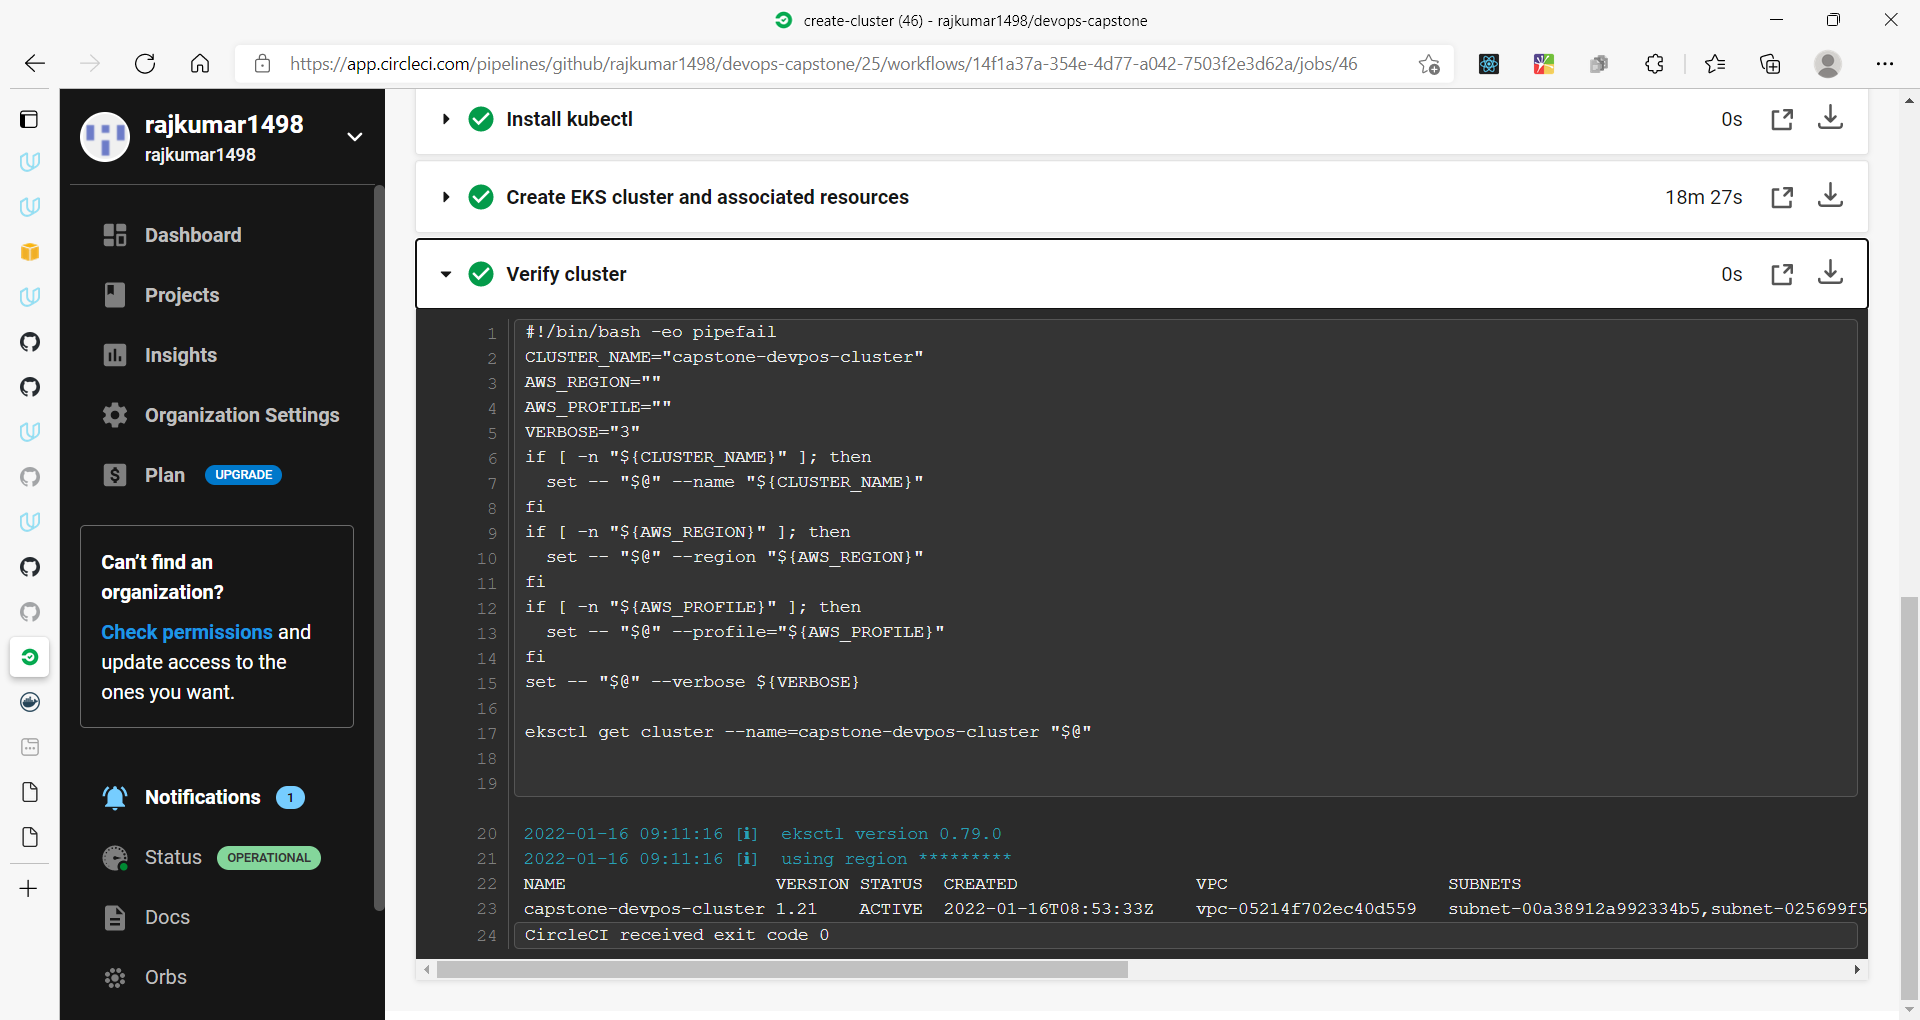 create-cluster (46) - rajkumar1498/devops-capstone
https://app.circleci.com/pipelines/github/rajkumar1498/devops-capstone/25/workflows/14f1a37a-354e-4d77-a042-7503f2e3d62a/jobs/46
rajkumar1498
rajkumar1498
Dashboard
Projects
Insights
Organization Settings
Plan UPGRADE
Can't find an
organization?
Check permissions and
update access to the
ones you want.
Notifications 1
Status OPERATIONAL
Docs
Orbs
Install kubectl 0s
Create EKS cluster and associated resources 18m 27s
Verify cluster 0s
1 #!/bin/bash -eo pipefail
2 CLUSTER_NAME="capstone-devpos-cluster"
3 AWS_REGION=""
4 AWS_PROFILE=""
5 VERBOSE="3"
6 if [ -n "${CLUSTER_NAME}" ]; then
7 set -- "$@" --name "${CLUSTER_NAME}"
8 fi
9 if [ -n "${AWS_REGION}" ]; then
10 set -- "$@" --region "${AWS_REGION}"
11 fi
12 if [ -n "${AWS_PROFILE}" ]; then
13 set -- "$@" --profile="${AWS_PROFILE}"
14 fi
15 set -- "$@" --verbose ${VERBOSE}
16
17 eksctl get cluster --name=capstone-devpos-cluster "$@"
18
19
20 2022-01-16 09:11:16 [i] eksctl version 0.79.0
21 2022-01-16 09:11:16 [i] using region *********
22 NAME VERSION STATUS CREATED VPC SUBNETS
23 capstone-devpos-cluster 1.21 ACTIVE 2022-01-16T08:53:33Z vpc-05214f702ec40d559 subnet-00a38912a992334b5,subnet-025699f5
24 CircleCI received exit code 0